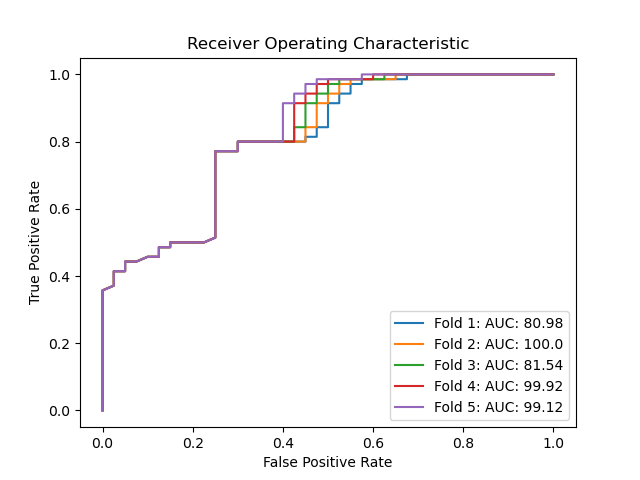 Receiver Operating Characteristic
1.0
0.8
0.6
0.4
0.2
0.0
True Positive Rate
Fold 1: AUC: 80.98
Fold 2: AUC: 100.0
Fold 3: AUC: 81.54
Fold 4: AUC: 99.92
Fold 5: AUC: 99.12
0.0 0.2 0.4 0.6 0.8 1.0
False Positive Rate